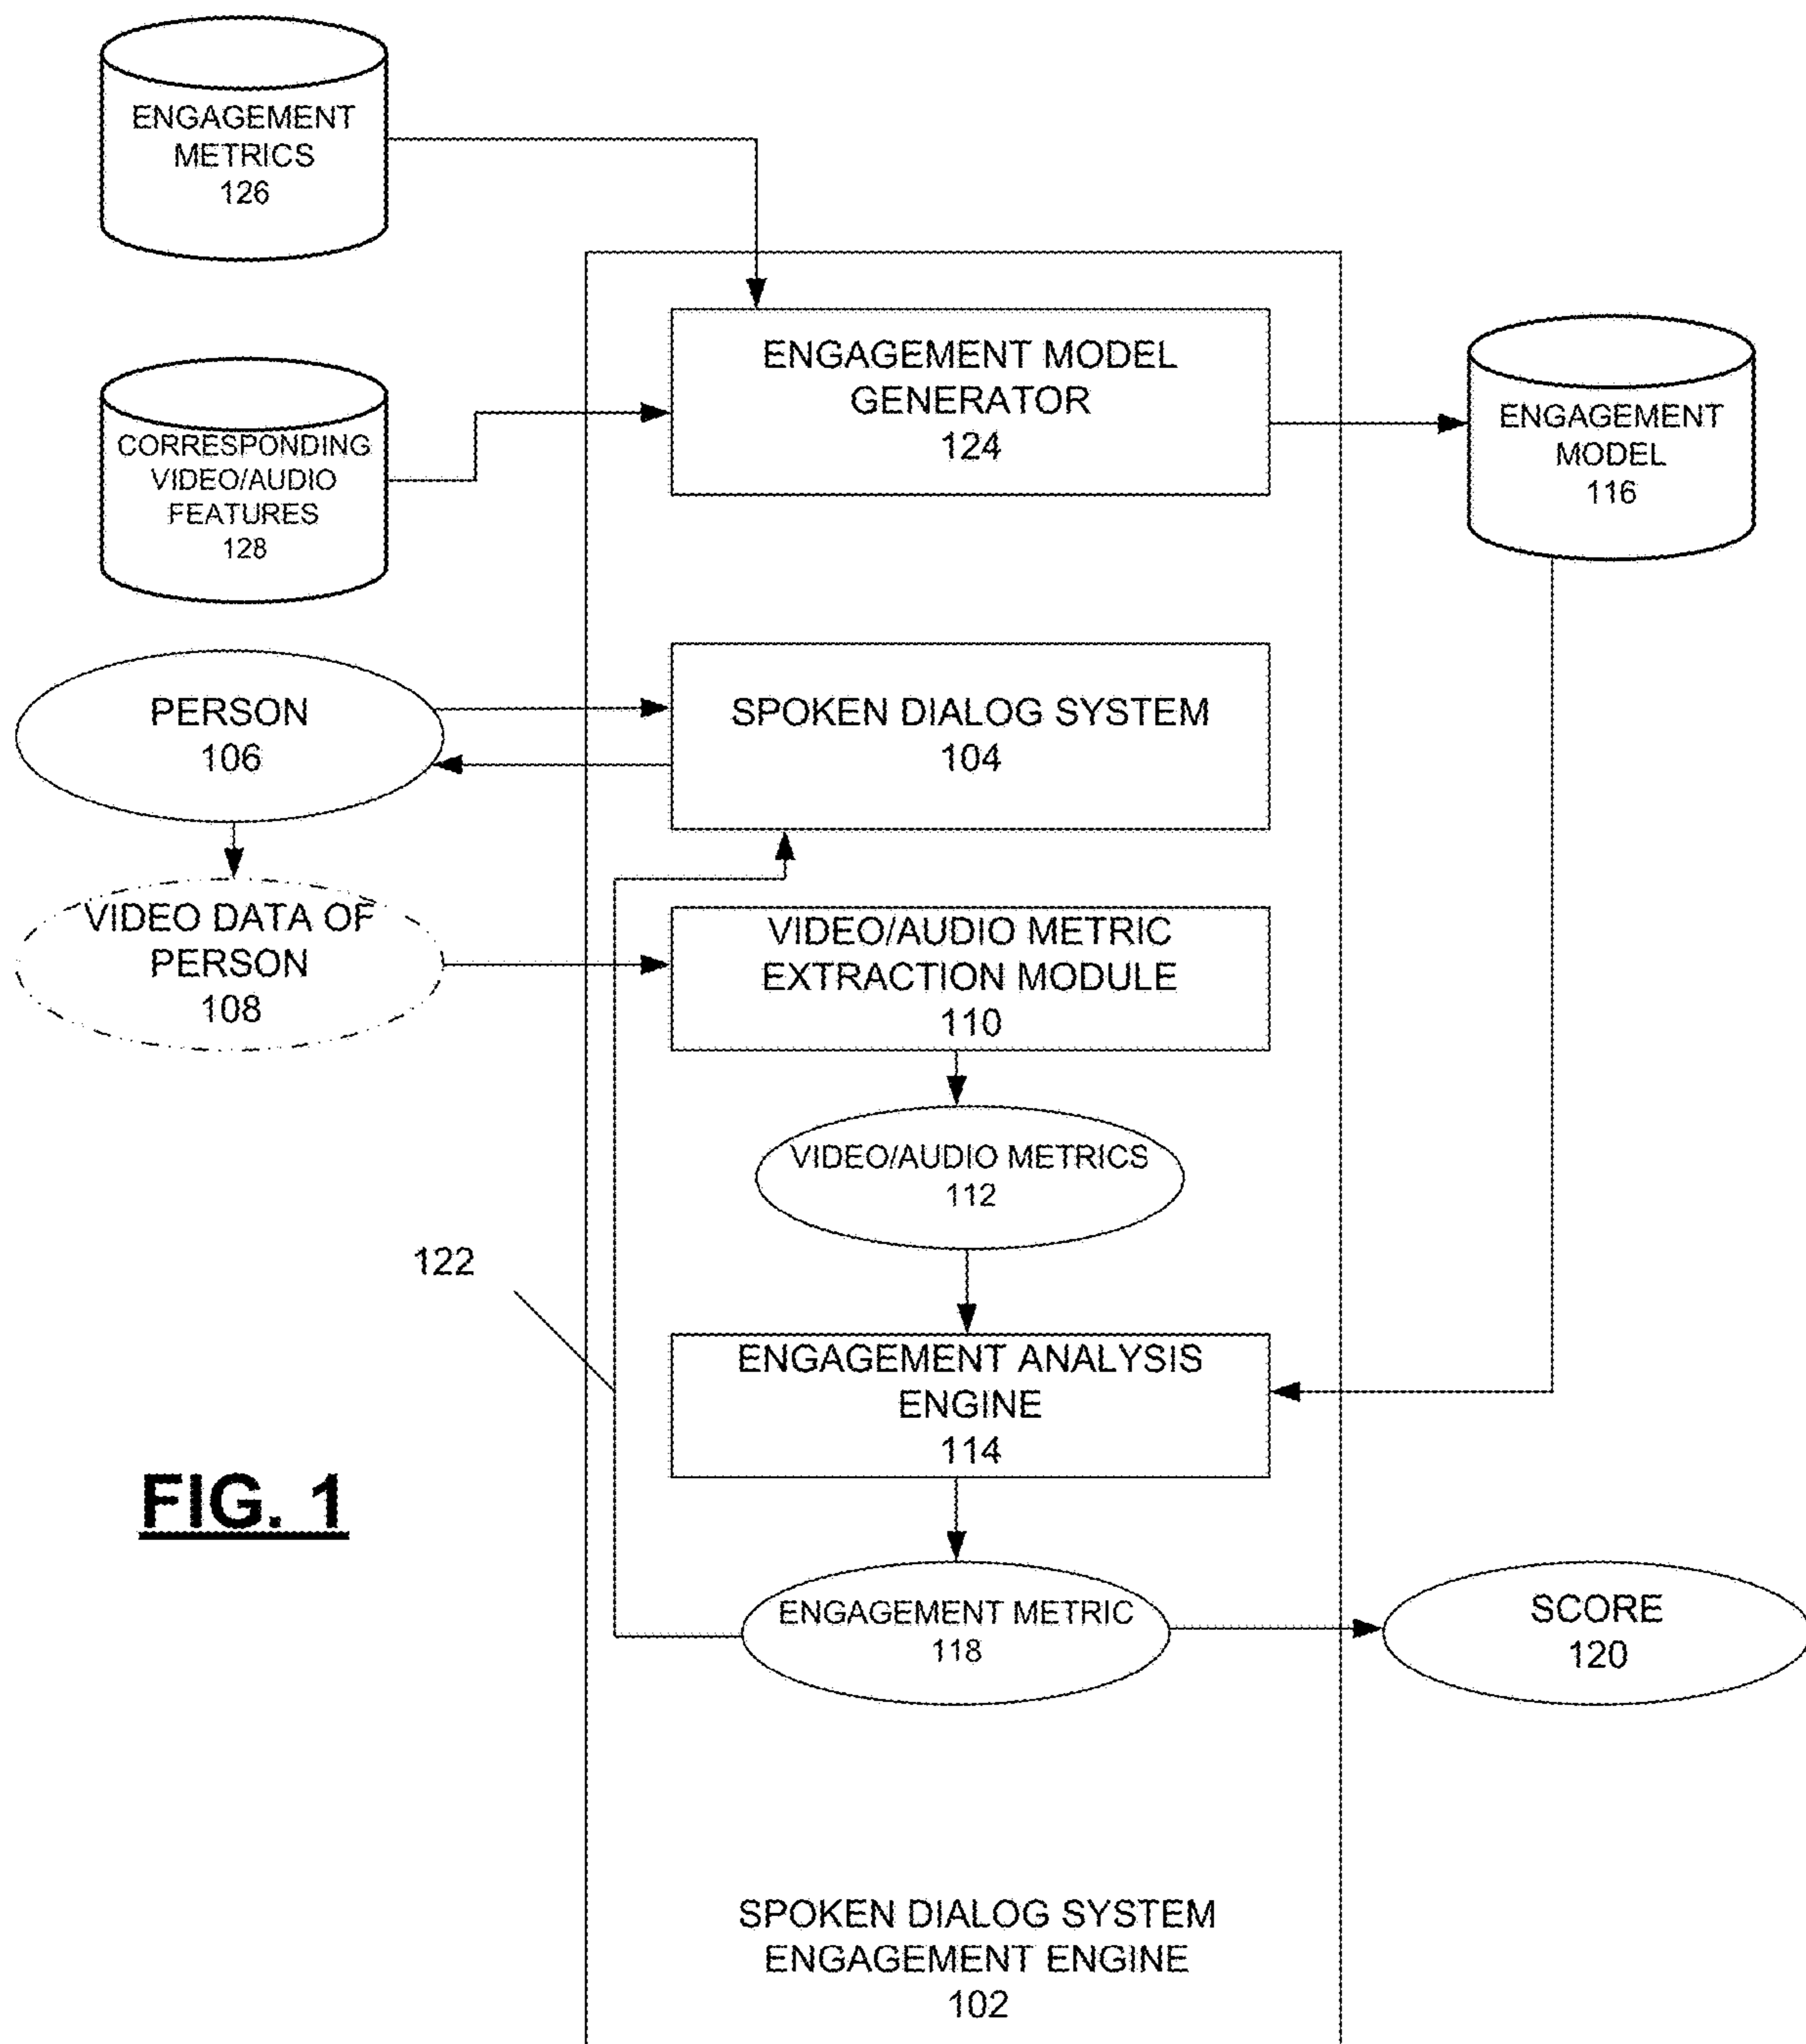 ENGAGEMENT
METRICS
126
ENGAGEMENT MODEL
GENERATOR
124
ENGAGEMENT
MODEL
116
CORRESPONDING
VIDEO/AUDIO
FEATURES
128
PERSON
106
SPOKEN DIALOG SYSTEM
104
VIDEO DATA OF
PERSON
108
VIDEO/AUDIO METRIC
EXTRACTION MODULE
110
VIDEO/AUDIO METRICS
112
122
ENGAGEMENT ANALYSIS
ENGINE
114
FIG. 1
ENGAGEMENT METRIC
118
SCORE
120
SPOKEN DIALOG SYSTEM
ENGAGEMENT ENGINE
102